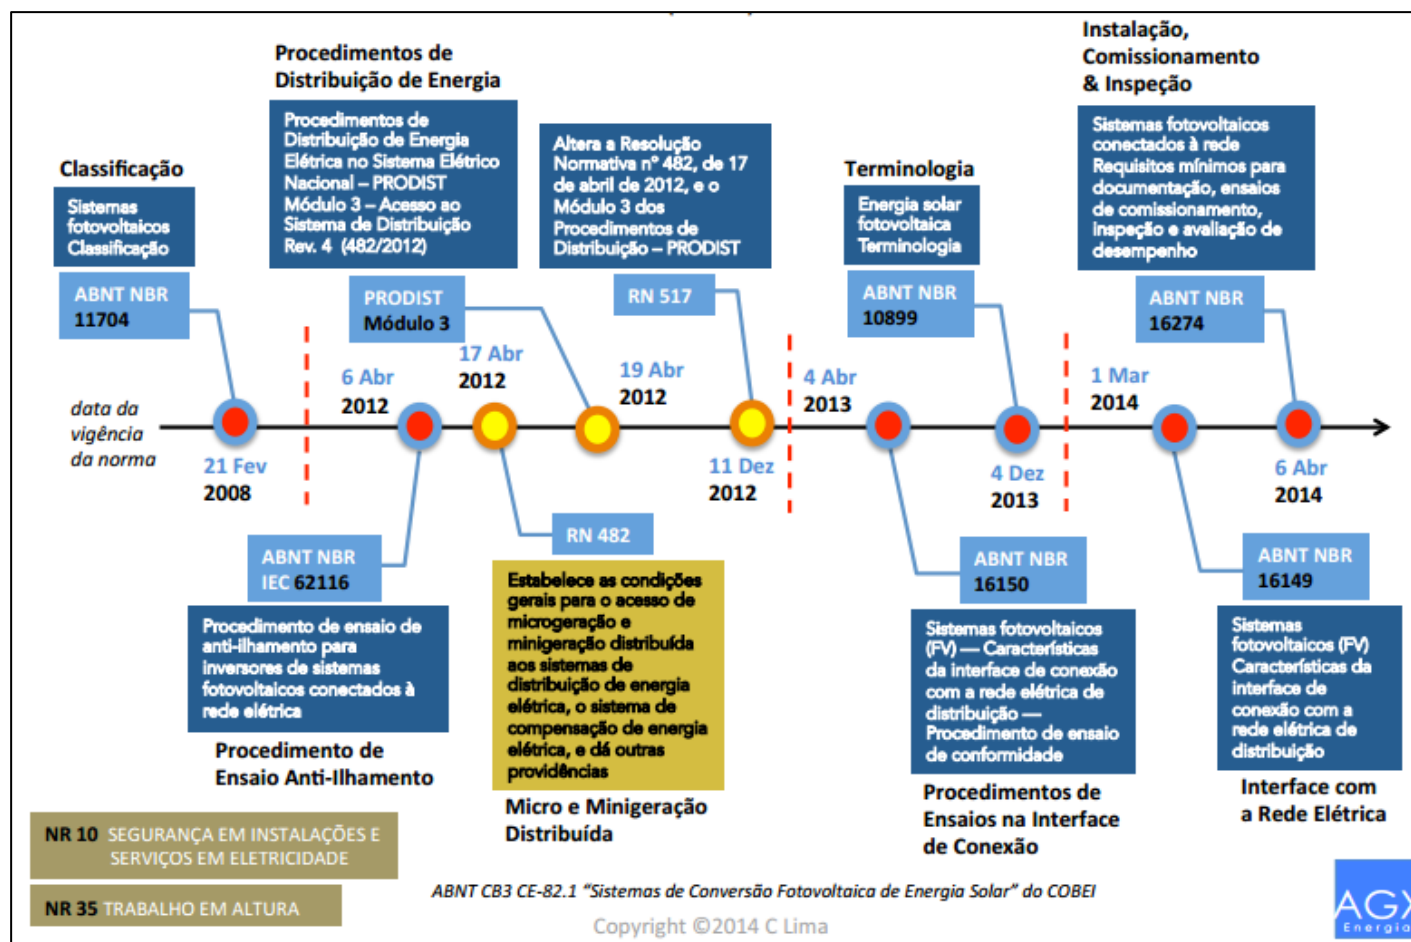 Procedimentos de
Distribuição de Energia
Procedimentos de
Distribuição de Energia
Elétrica no Sistema Elétrico
Nacional – PRODIST
Módulo 3 – Acesso ao
Sistema de Distribuição
Rev. 4 (482/2012)
Altera a Resolução
Normativa nº 482, de 17
de abril de 2012, e o
Módulo 3 dos
Procedimentos de
Distribuição – PRODIST
Instalação,
Comissionamento
& Inspeção
Sistemas fotovoltaicos
conectados à rede
Requisitos mínimos para
documentação, ensaios
de comissionamento,
inspeção e avaliação de
desempenho
Classificação
Sistemas
fotovoltaicos
Classificação
Terminologia
Energia solar
fotovoltaica
Terminologia
ABNT NBR
11704
PRODIST
Módulo 3
RN 517
ABNT NBR
10899
ABNT NBR
16274
data da
vigência
da norma
21 Fev
2008
6 Abr
2012
17 Abr
2012
19 Abr
2012
11 Dez
2012
4 Abr
2013
4 Dez
2013
1 Mar
2014
6 Abr
2014
ABNT NBR
IEC 62116
Procedimento de ensaio de
anti-ilhamento para
inversores de sistemas
fotovoltaicos conectados à
rede elétrica
Procedimento de
Ensaio Anti-Ilhamento
RN 482
Estabelece as condições
gerais para o acesso de
microgeração e
minigeração distribuída
aos sistemas de
distribuição de energia
elétrica, o sistema de
compensação de energia
elétrica, e dá outras
providências
Micro e Minigeração
Distribuída
ABNT NBR
16150
Sistemas fotovoltaicos
(FV) — Características
da interface de conexão
com a rede elétrica de
distribuição —
Procedimento de ensaio
de conformidade
Procedimentos de
Ensaios na Interface
de Conexão
ABNT NBR
16149
Sistemas
fotovoltaicos (FV)
Características da
interface de
conexão com a
rede elétrica de
distribuição
Interface com
a Rede Elétrica
NR 10 SEGURANÇA EM INSTALAÇÕES E
SERVIÇOS EM ELETRICIDADE
NR 35 TRABALHO EM ALTURA
ABNT CB3 CE-82.1 “Sistemas de Conversão Fotovoltaica de Energia Solar” do COBEI
Copyright ©2014 C Lima
AGX
Energia